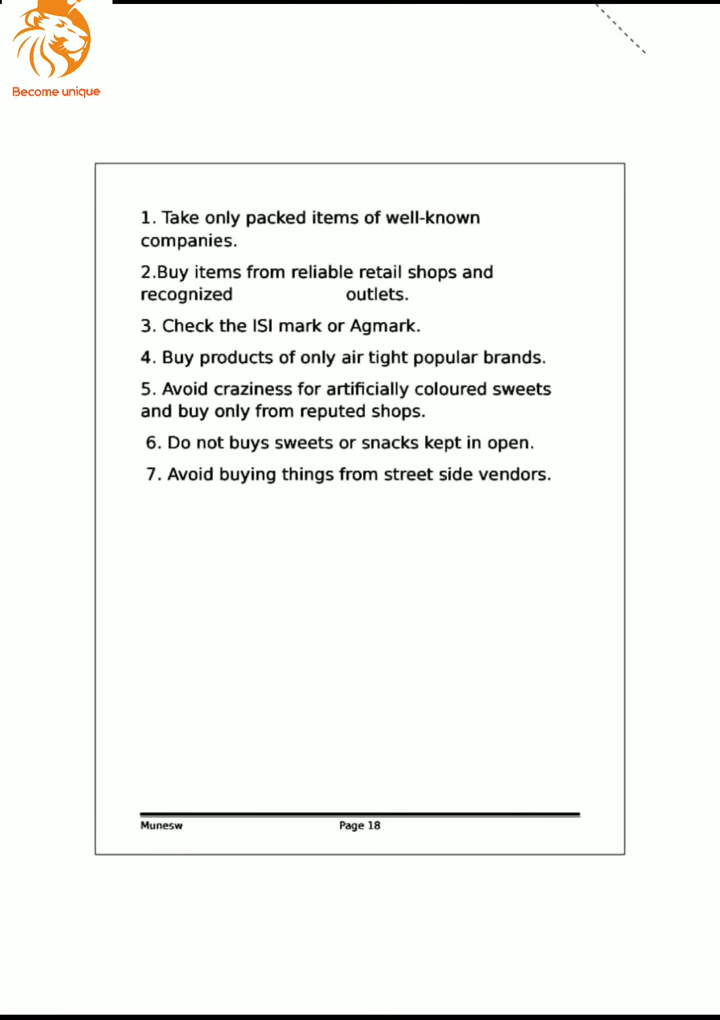 Become unique
1. Take only packed items of well-known
companies.
2.Buy items from reliable retail shops and
recognized outlets.
3. Check the ISI mark or Agmark.
4. Buy products of only air tight popular brands.
5. Avoid craziness for artificially coloured sweets
and buy only from reputed shops.
6. Do not buys sweets or snacks kept in open.
7. Avoid buying things from street side vendors.
Munesw Page 18